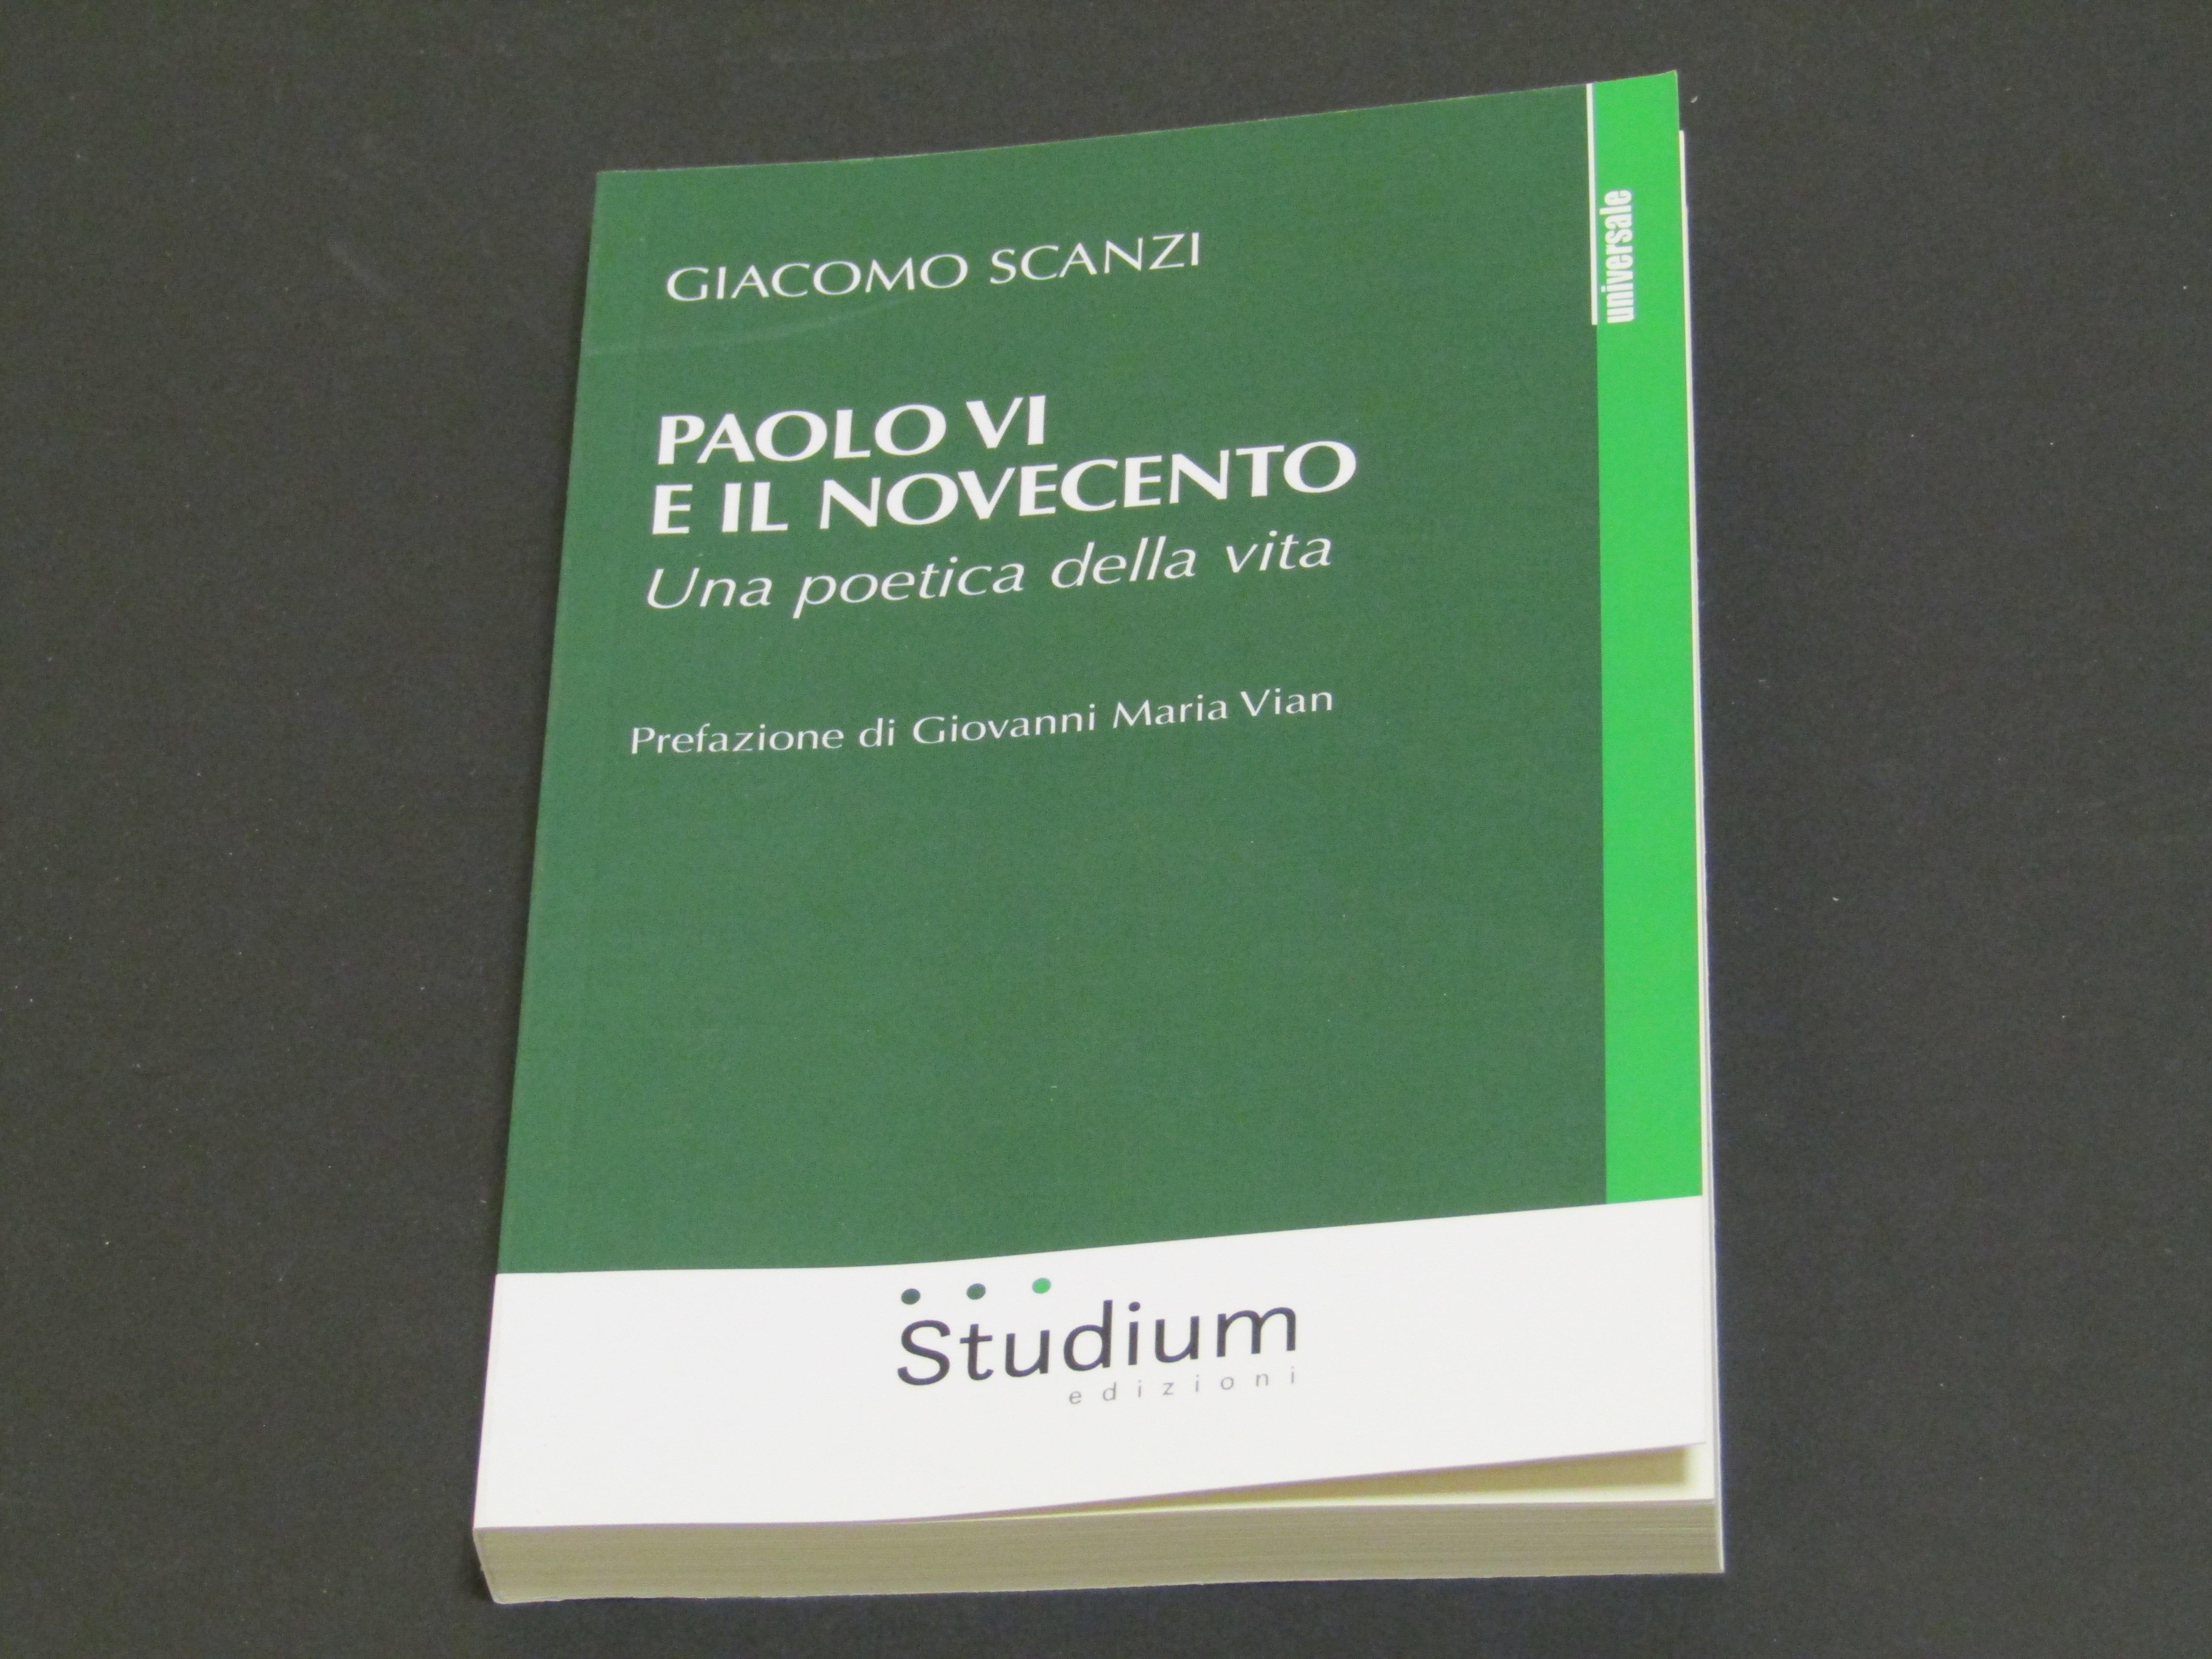 GIACOMO SCANZI
PAOLO VI
E IL NOVECENTO
Una poetica della vita
Prefazione di Giovanni Maria Vian
universale
Studium
edizioni